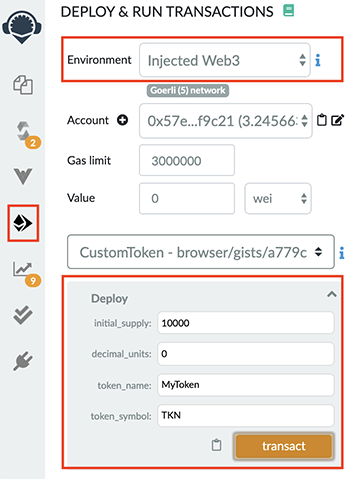 DEPLOY & RUN TRANSACTIONS
Environment Injected Web3 i
Goerli (5) network
Account 0x57e...f9c21 (3.24566
Gas limit 3000000
2
Value 0 wei
CustomToken - browser/gists/a779c i
9
Deploy
initial_supply: 10000
decimal_units: 0
token_name: MyToken
token_symbol: TKN
transact